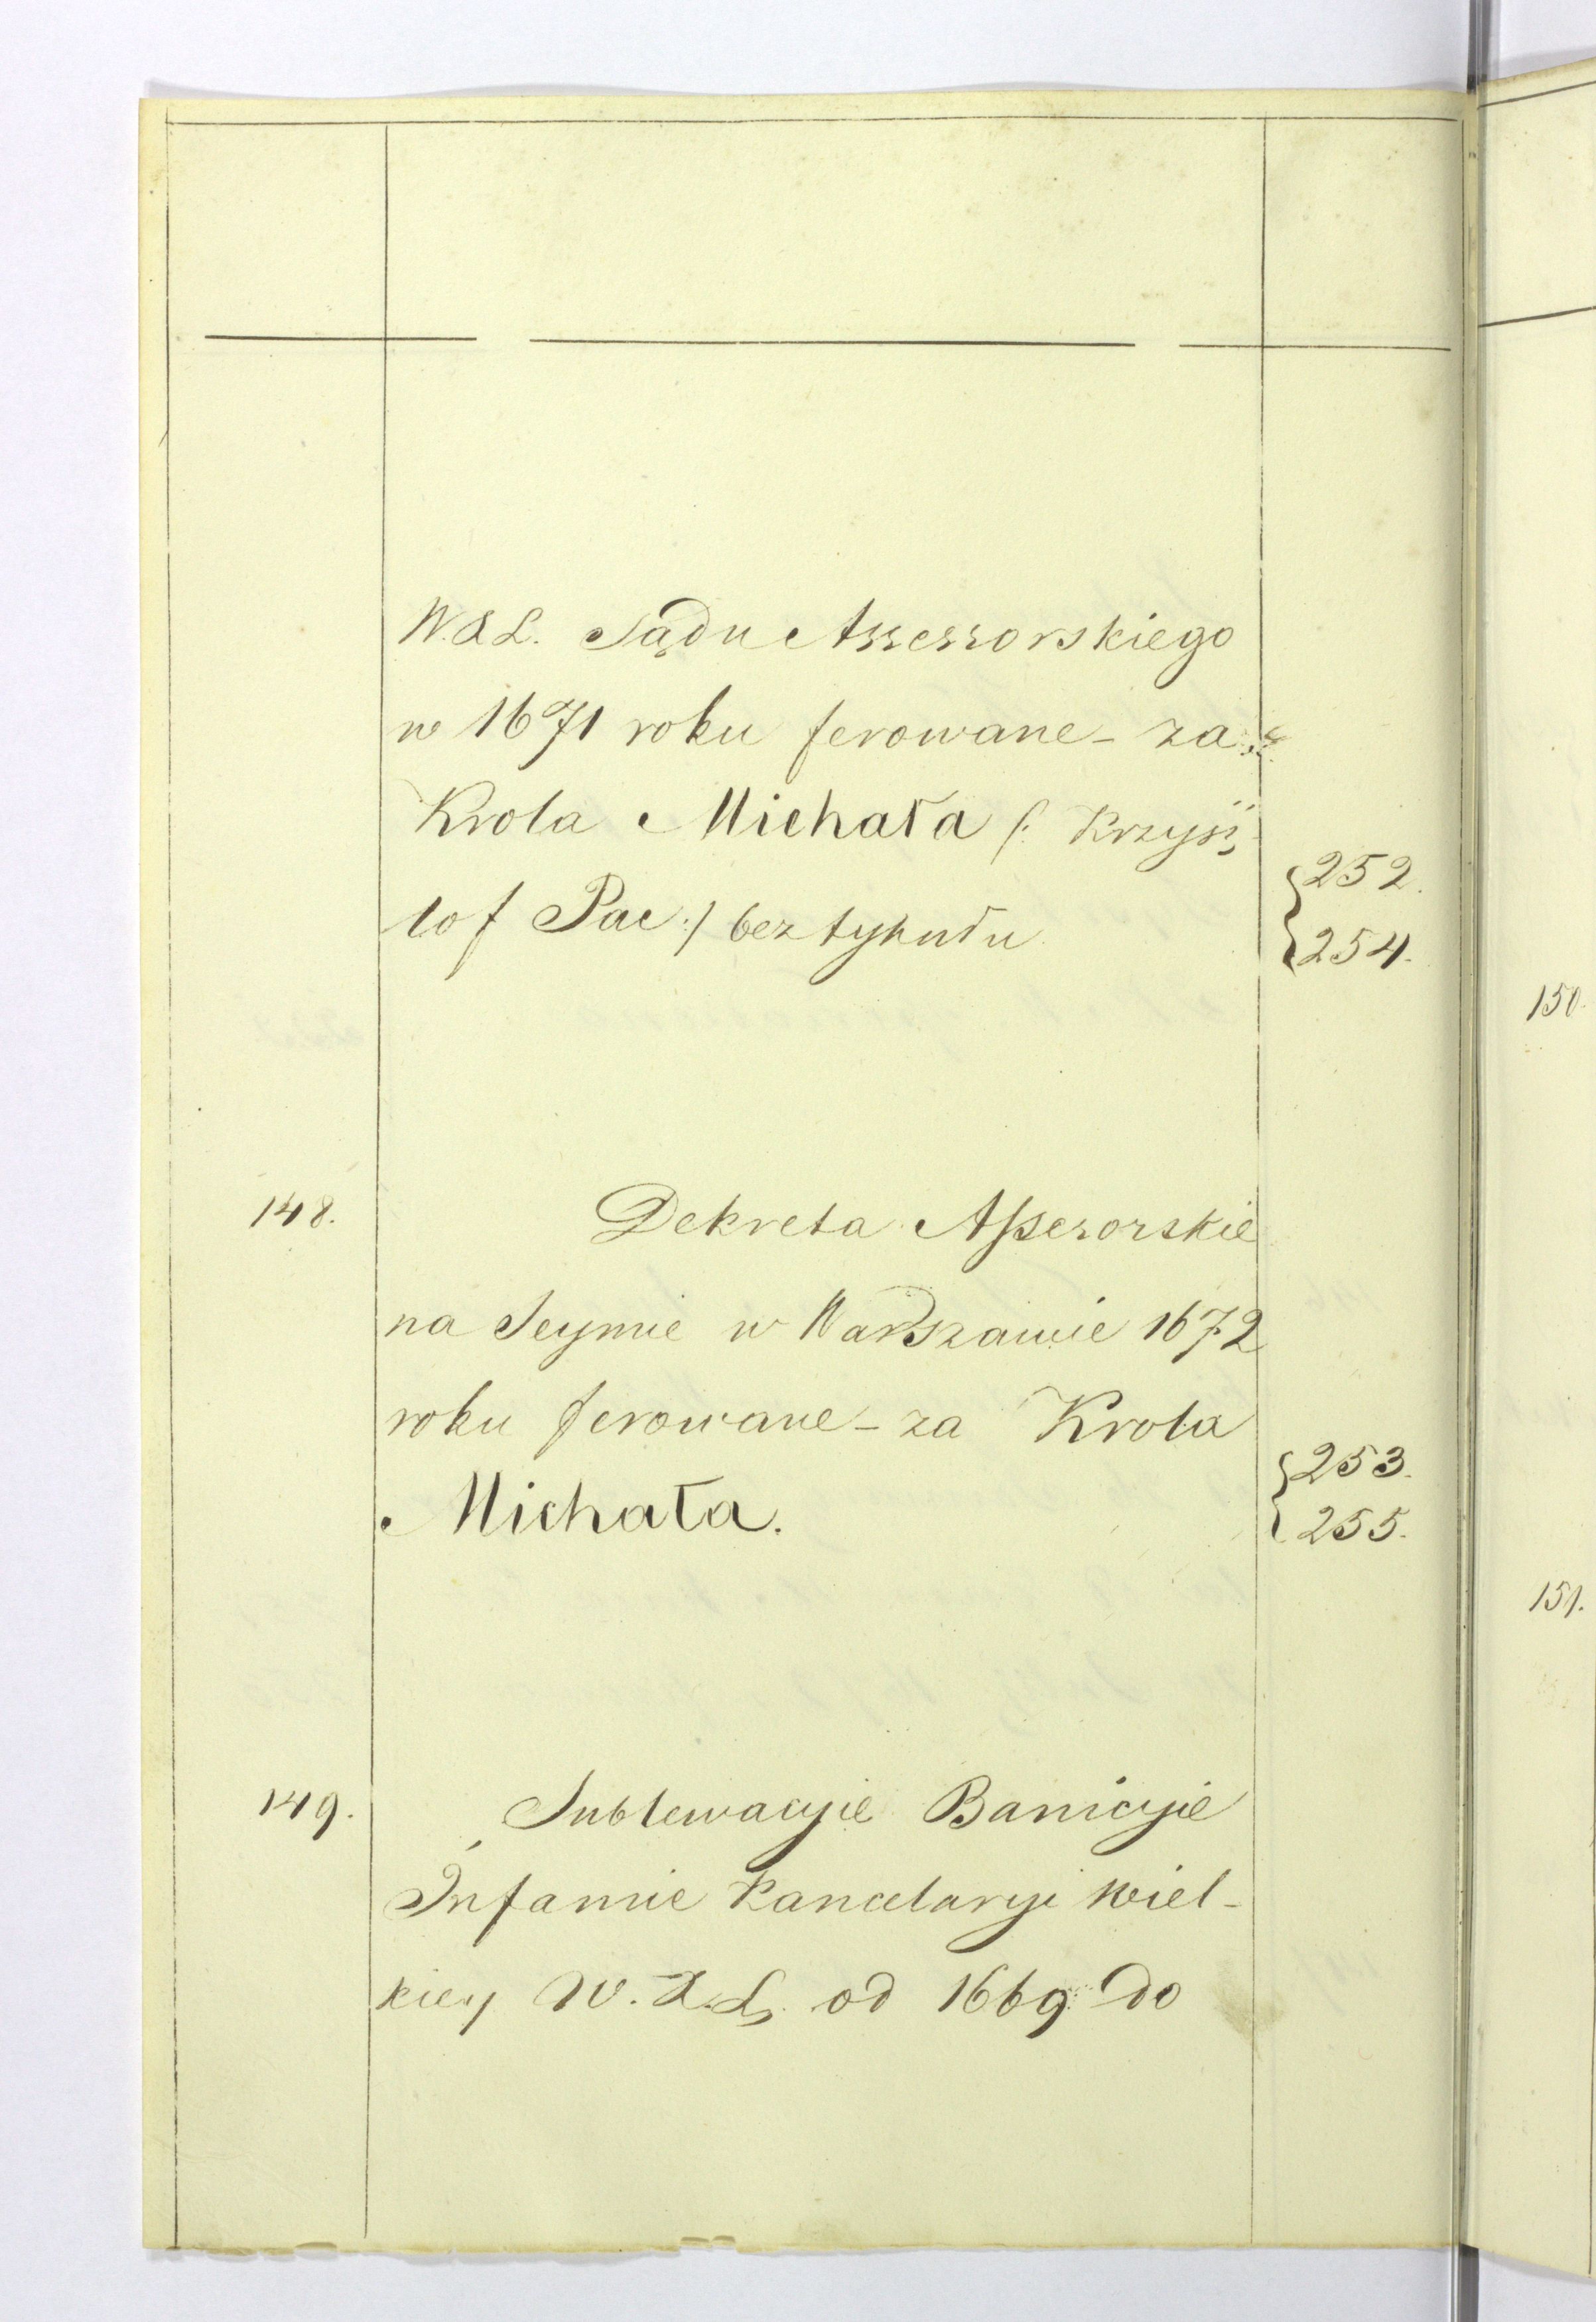 W.X L. Sądu Assessorskiego
w 1671 roku ferowane - za
Krola Michała /: Krzysz,
tof Pac :/ bez tytułu
252.
254.
150.
148.
Dekreta Assesorskie
na Seymie w Warszawie 1672
roku ferowane - za Krola
Michała.
253.
255.
151.
149.
Sublewacyie Banicyie
Infamie Kancelaryi Wiel-
kiey W. X. L. od 1669 do